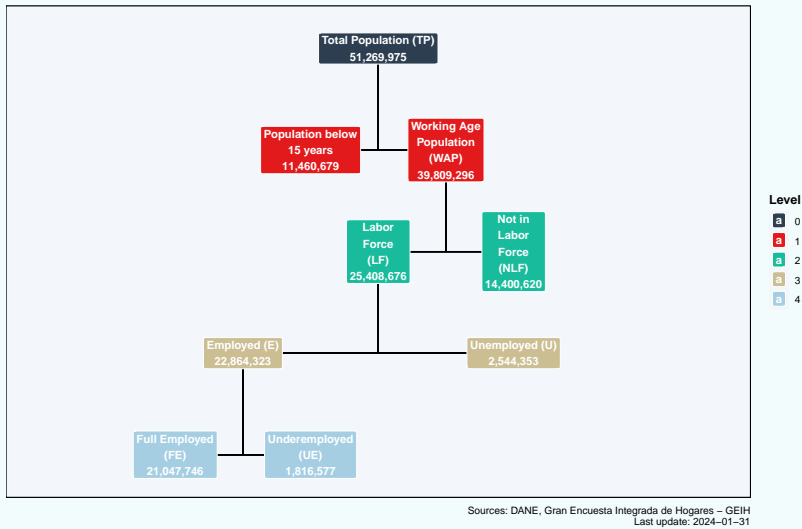 Total Population (TP)
51,269,975
Population below
15 years
11,460,679
Working Age
Population
(WAP)
39,809,296
Labor
Force
(LF)
25,408,676
Not in
Labor
Force
(NLF)
14,400,620
Employed (E)
22,864,323
Unemployed (U)
2,544,353
Full Employed
(FE)
21,047,746
Underemployed
(UE)
1,816,577
Level
a 0
a 1
a 2
a 3
a 4
Sources: DANE, Gran Encuesta Integrada de Hogares – GEIH
Last update: 2024–01–31